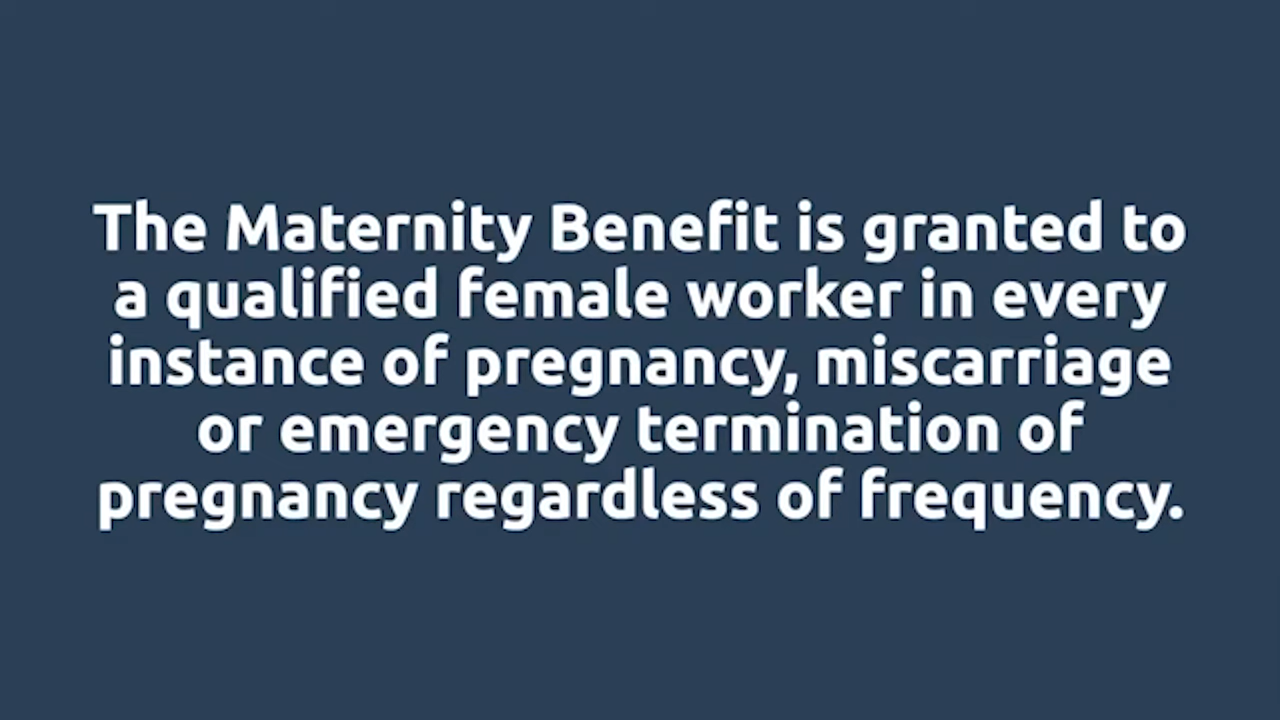 The Maternity Benefit is granted to
a qualified female worker in every
instance of pregnancy, miscarriage
or emergency termination of
pregnancy regardless of frequency.